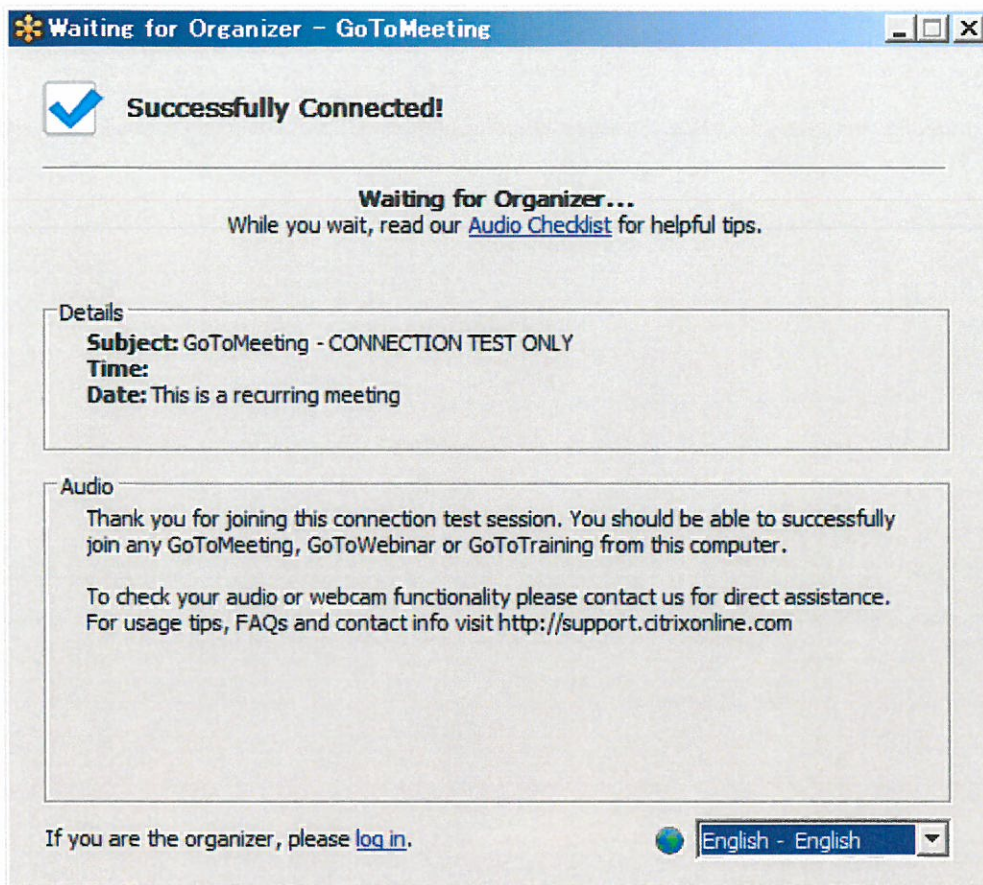 Waiting for Organizer - GoToMeeting
Successfully Connected!
Waiting for Organizer...
While you wait, read our Audio Checklist for helpful tips.
Details
Subject: GoToMeeting - CONNECTION TEST ONLY
Time:
Date: This is a recurring meeting
Audio
Thank you for joining this connection test session. You should be able to successfully
join any GoToMeeting, GoToWebinar or GoToTraining from this computer.
To check your audio or webcam functionality please contact us for direct assistance.
For usage tips, FAQs and contact info visit http://support.citrixonline.com
If you are the organizer, please log in.
English - English